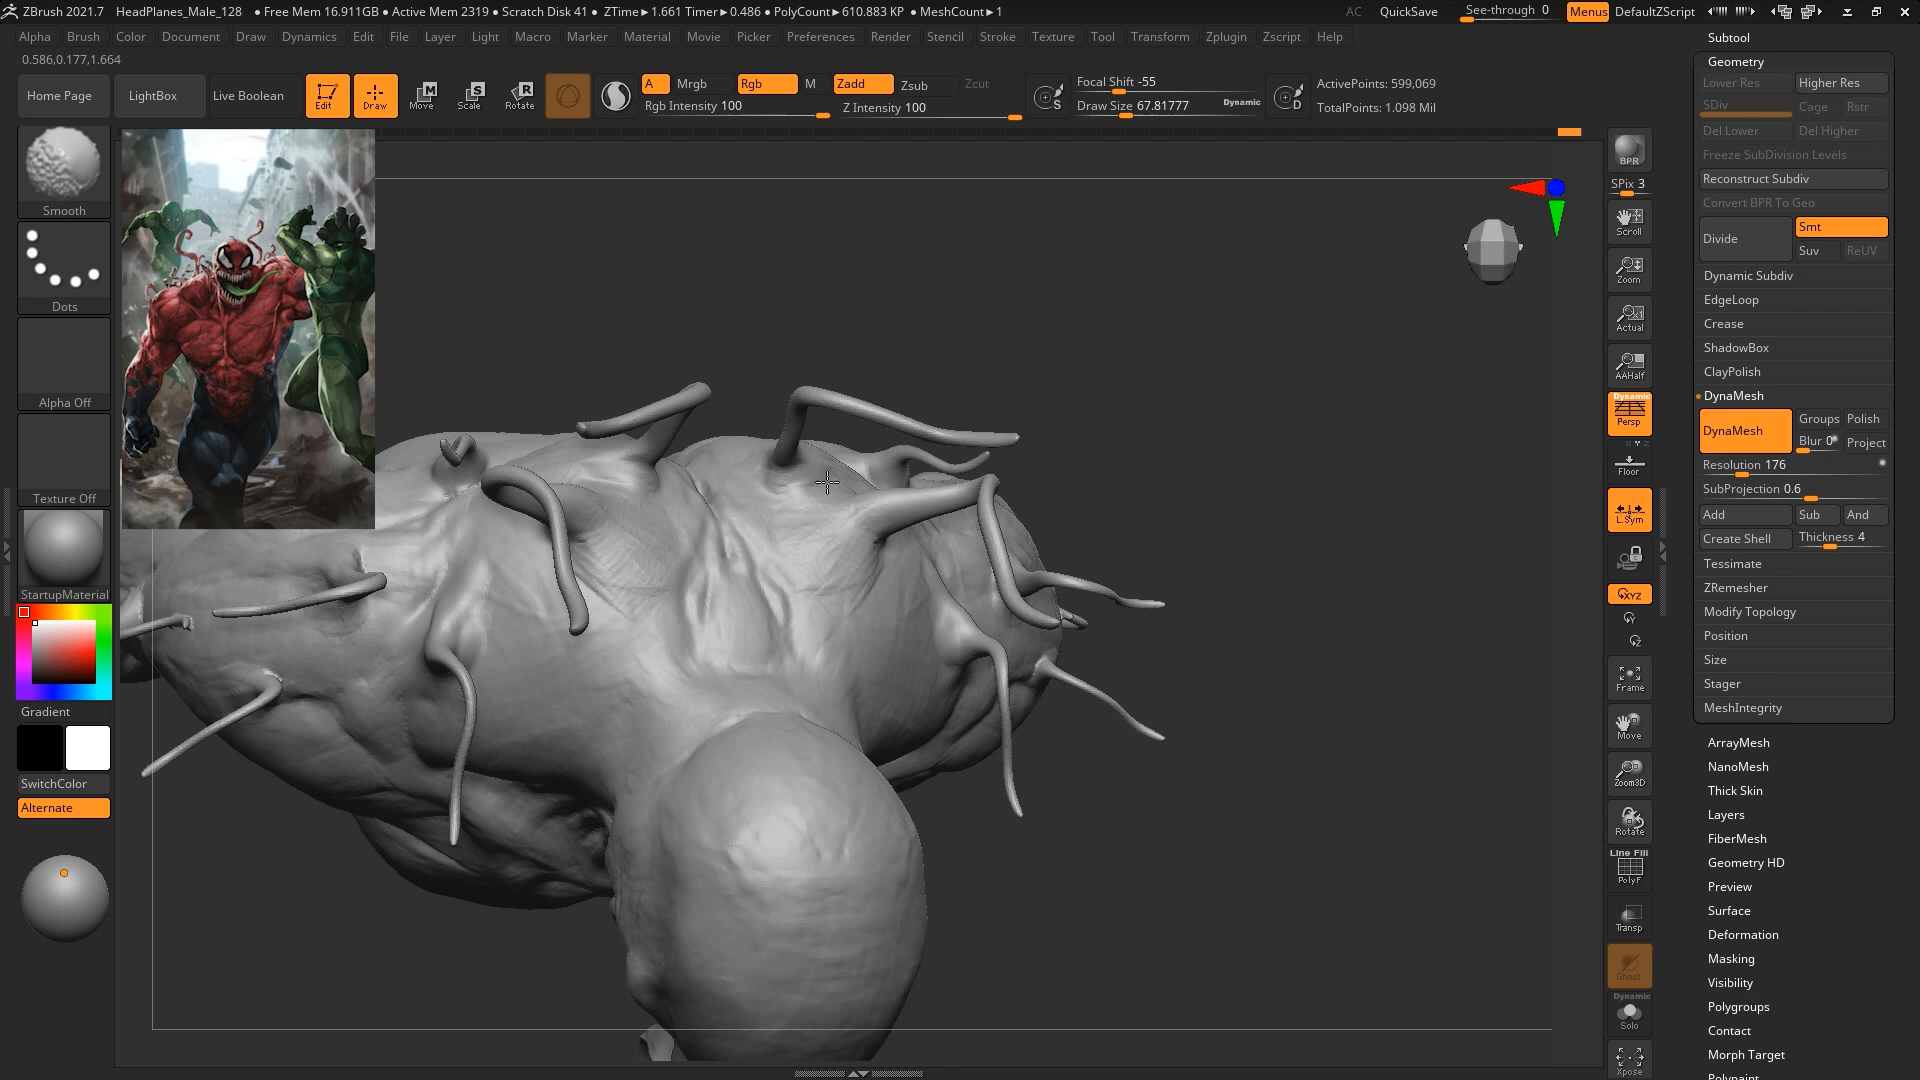 ZBrush 2021.7 HeadPlanes_Male_128 • Free Mem 16.911GB • Active Mem 2319 • Scratch Disk 41 • ZTime►1.661 Timer►0.486 • PolyCount►610.883 KP • MeshCount►1 AC QuickSave See-through 0 Menus DefaultZScript
Alpha Brush Color Document Draw Dynamics Edit File Layer Light Macro Marker Material Movie Picker Preferences Render Stencil Stroke Texture Tool Transform Zplugin Zscript Help
0.586,0.177,1.664
Home Page LightBox Live Boolean Edit Draw Move Scale Rotate
A Mrgb Rgb M Zadd Zsub Zcut
Rgb Intensity 100 Z Intensity 100
S Focal Shift -55
Draw Size 67.81777 Dynamic
D ActivePoints: 599,069
TotalPoints: 1.098 Mil
Smooth
Dots
Alpha Off
Texture Off
StartupMaterial
Gradient
SwitchColor
Alternate
BPR
SPix 3
Scroll
Zoom
Actual
AAHalf
Dynamic
Persp
Floor
L.Sym
XYZ
Y
Z
Frame
Move
Zoom3D
Rotate
Line Fill
PolyF
Transp
Ghost
Dynamic
Solo
Xpose
Subtool
Geometry
Lower Res Higher Res
SDiv Cage Rstr
Del Lower Del Higher
Freeze SubDivision Levels
Reconstruct Subdiv
Convert BPR To Geo
Divide Smt
Suv ReUV
Dynamic Subdiv
EdgeLoop
Crease
ShadowBox
ClayPolish
DynaMesh
DynaMesh Groups Polish
Blur 0 Project
Resolution 176
SubProjection 0.6
Add Sub And
Create Shell Thickness 4
Tessimate
ZRemesher
Modify Topology
Position
Size
Stager
MeshIntegrity
ArrayMesh
NanoMesh
Thick Skin
Layers
FiberMesh
Geometry HD
Preview
Surface
Deformation
Masking
Visibility
Polygroups
Contact
Morph Target
Polypaint